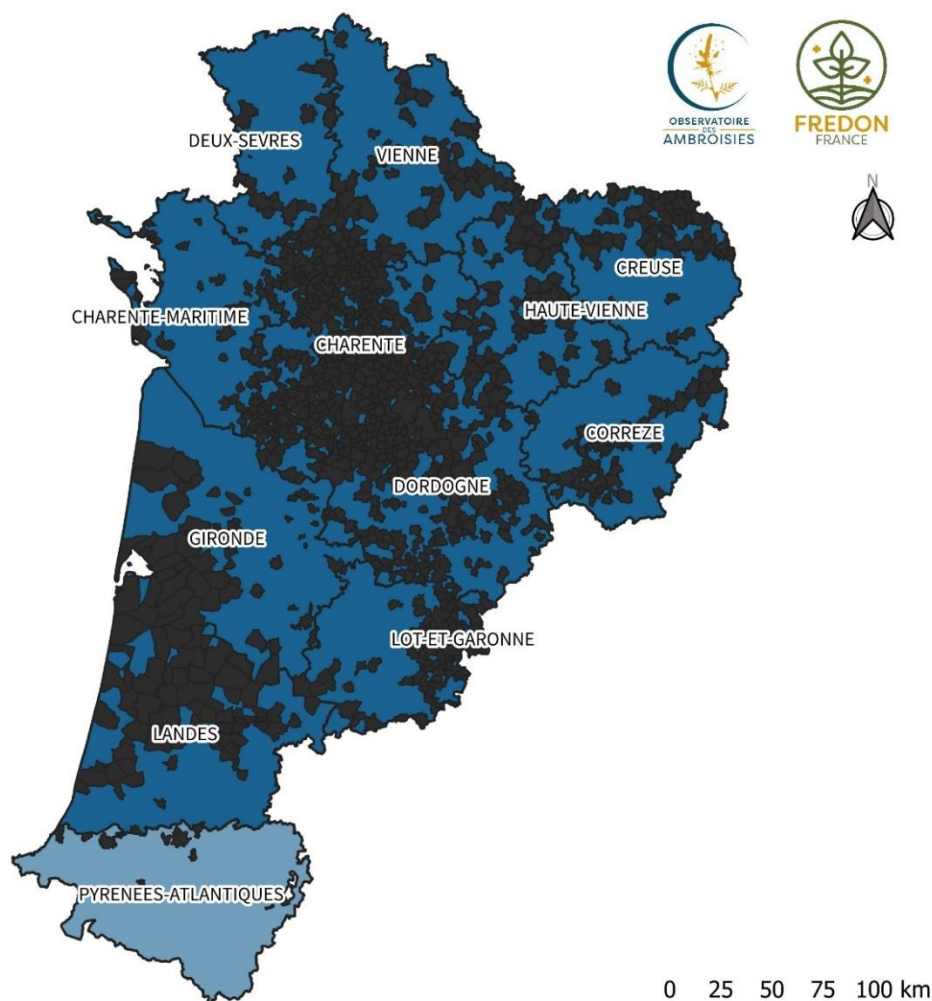 OBSERVATOIRE
DES
AMBROISIES
FREDON
FRANCE
N
DEUX-SEVRES
VIENNE
CREUSE
HAUTE-VIENNE
CHARENTE-MARITIME
CHARENTE
CORREZE
DORDOGNE
GIRONDE
LOT-ET-GARONNE
LANDES
PYRENEES-ATLANTIQUES
0 25 50 75 100 km